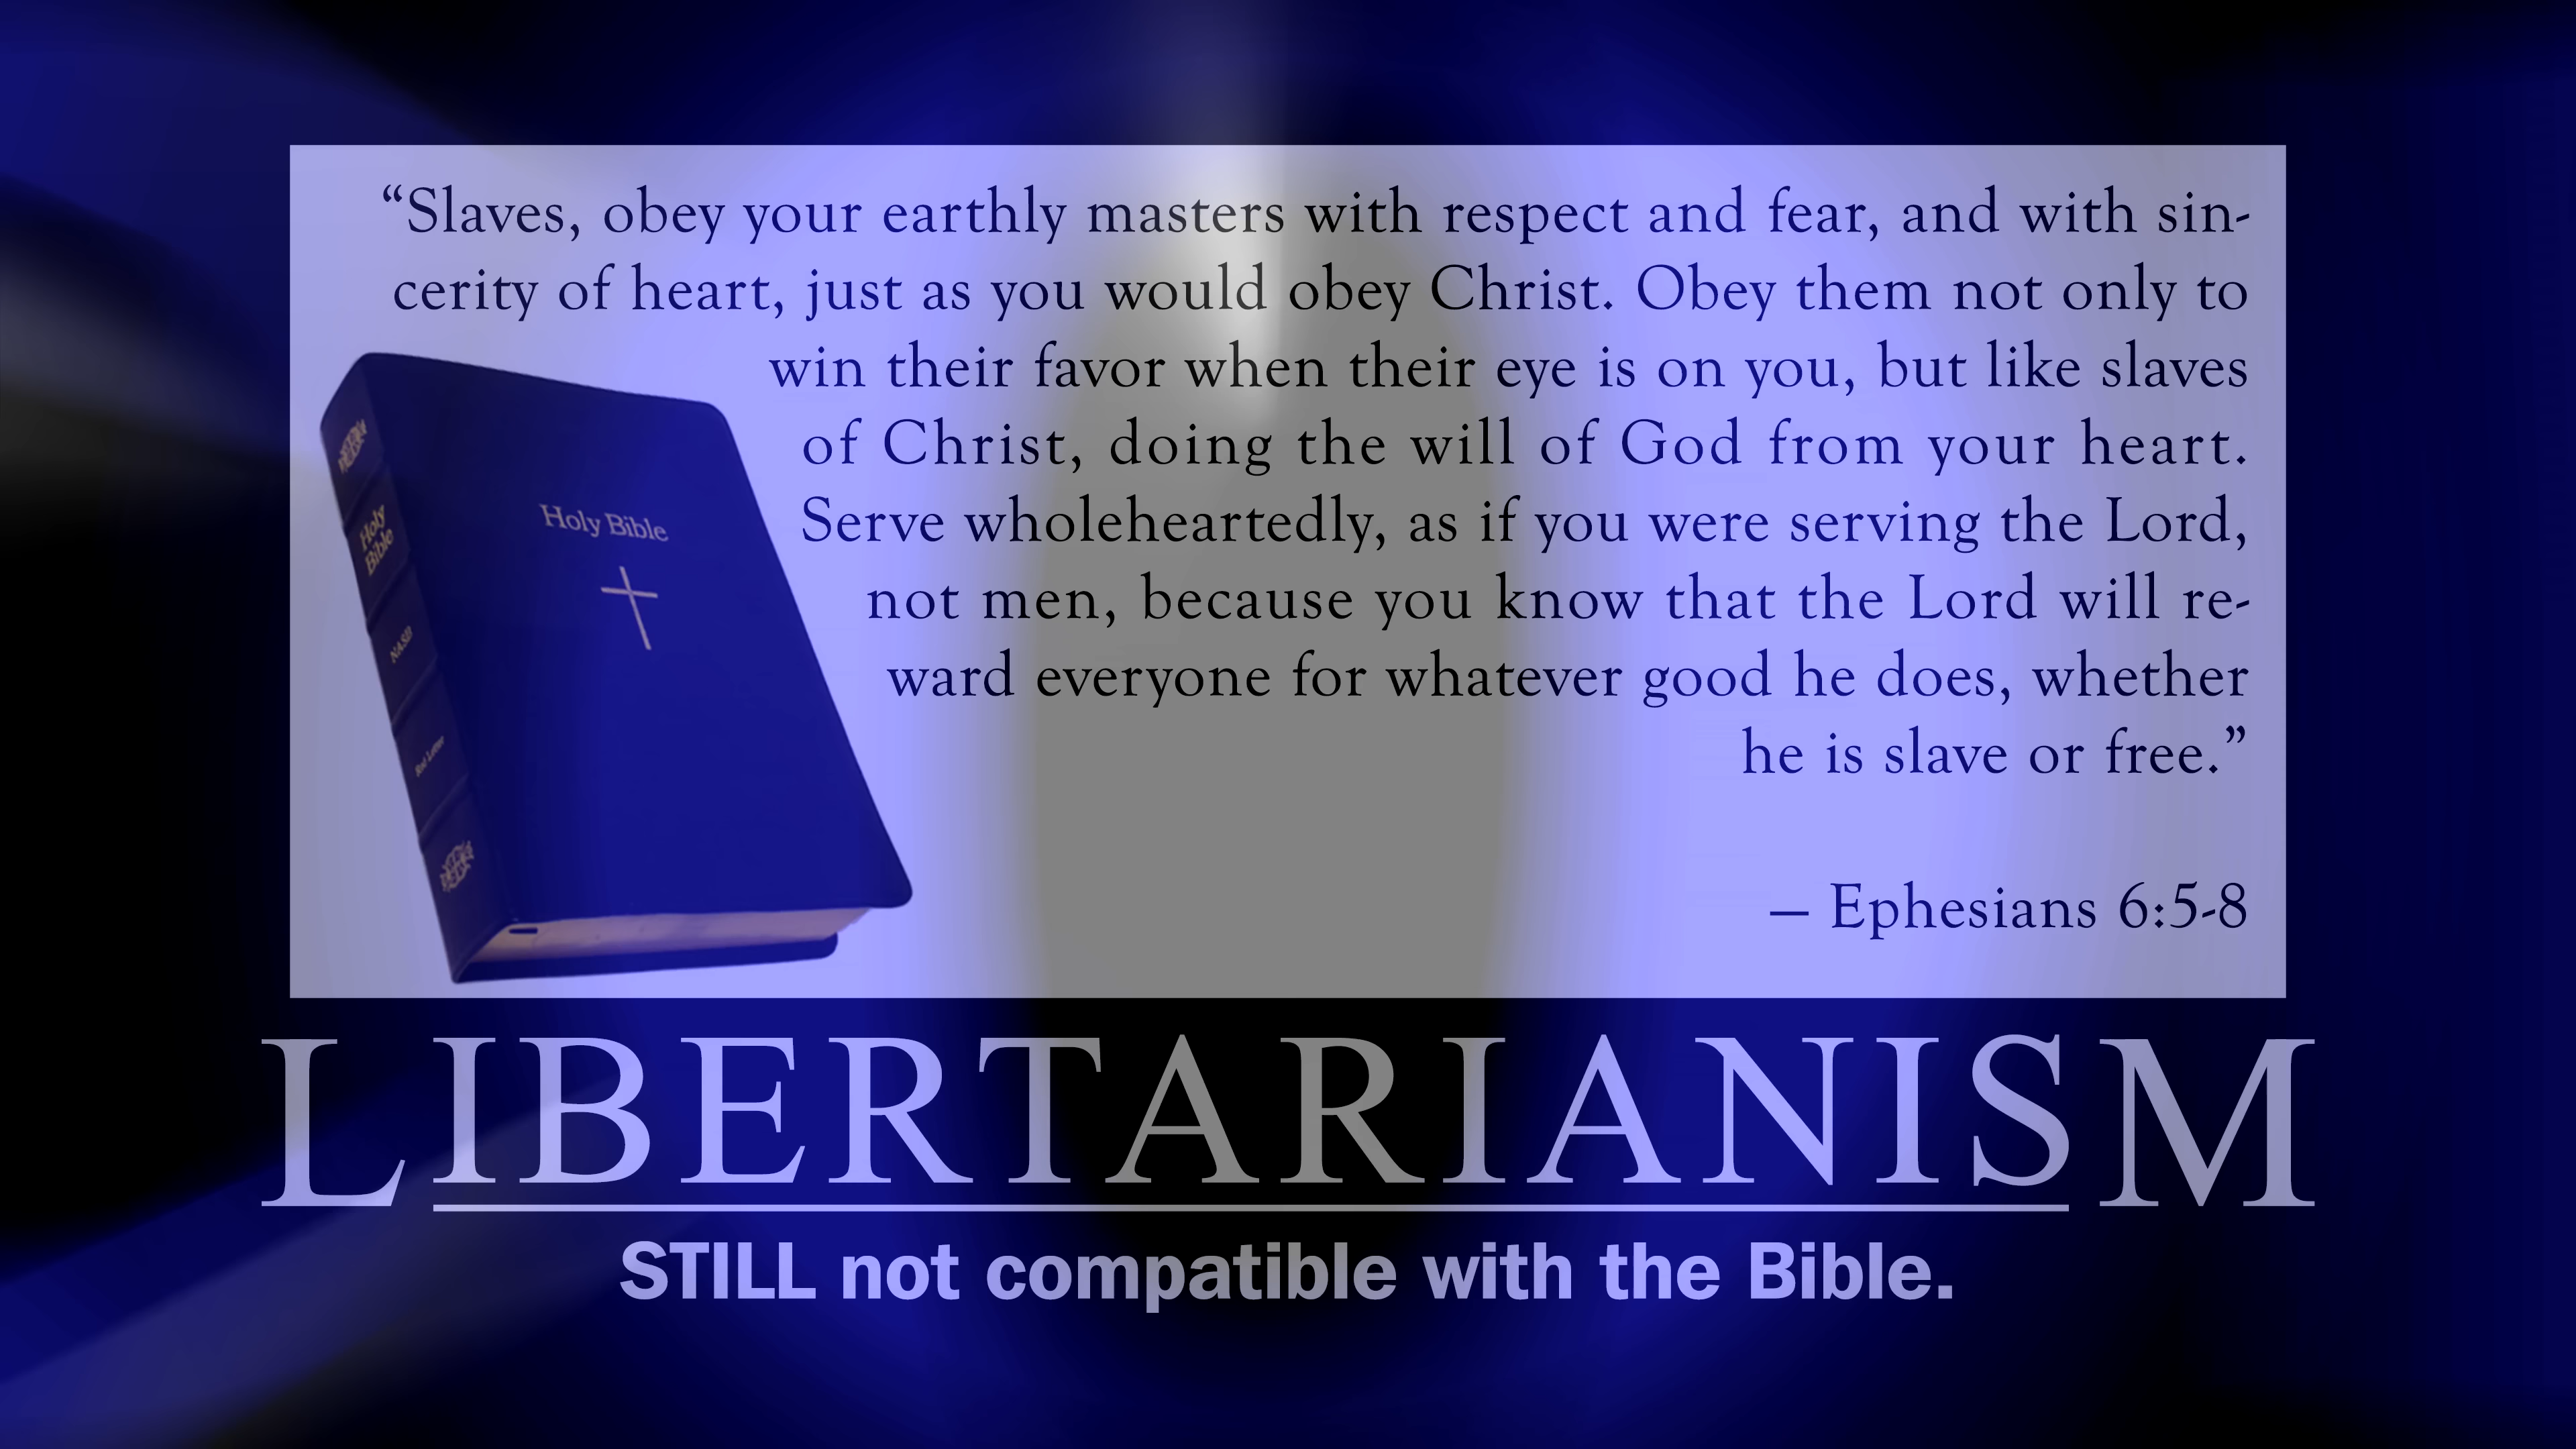 “Slaves, obey your earthly masters with respect and fear, and with sin-
cerity of heart, just as you would obey Christ. Obey them not only to
win their favor when their eye is on you, but like slaves
of Christ, doing the will of God from your heart.
Serve wholeheartedly, as if you were serving the Lord,
not men, because you know that the Lord will re-
ward everyone for whatever good he does, whether
he is slave or free.”
— Ephesians 6:5-8
Holy Bible
Holy
Bible
NASB
Red Letter
LIBERTARIANISM
STILL not compatible with the Bible.